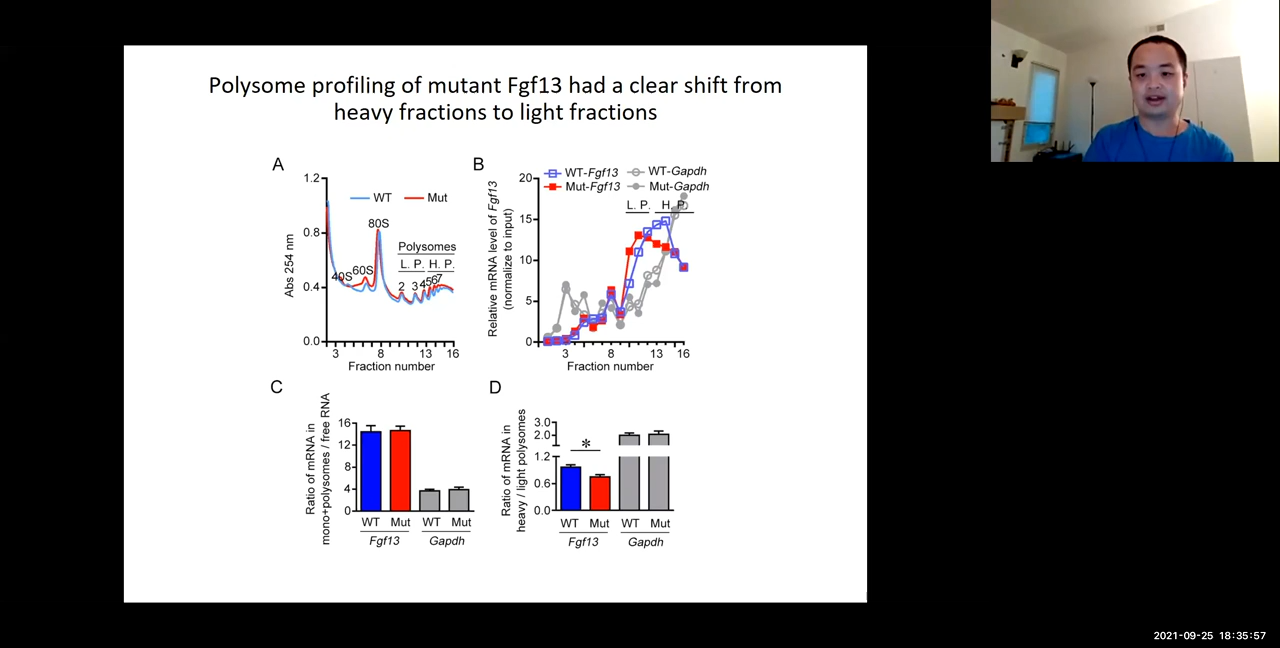 Polysome profiling of mutant Fgf13 had a clear shift from
heavy fractions to light fractions
A
1.2
0.8
0.4
0.0
Abs 254 nm
WT
Mut
80S
40S
60S
Polysomes
L. P.
H. P.
2
3
4
5
6
7
3
8
13
16
Fraction number
B
WT-Fgf13
WT-Gapdh
Mut-Fgf13
Mut-Gapdh
20
15
10
5
0
Relative mRNA level of Fgf13
(normalize to input)
L. P.
H. P.
3
8
13
16
Fraction number
C
16
12
8
4
0
Ratio of mRNA in
mono+polysomes / free RNA
WT
Mut
WT
Mut
Fgf13
Gapdh
D
3.0
2.0
1.2
0.6
0.0
Ratio of mRNA in
heavy / light polysomes
*
WT
Mut
WT
Mut
Fgf13
Gapdh
2021-09-25 18:35:57